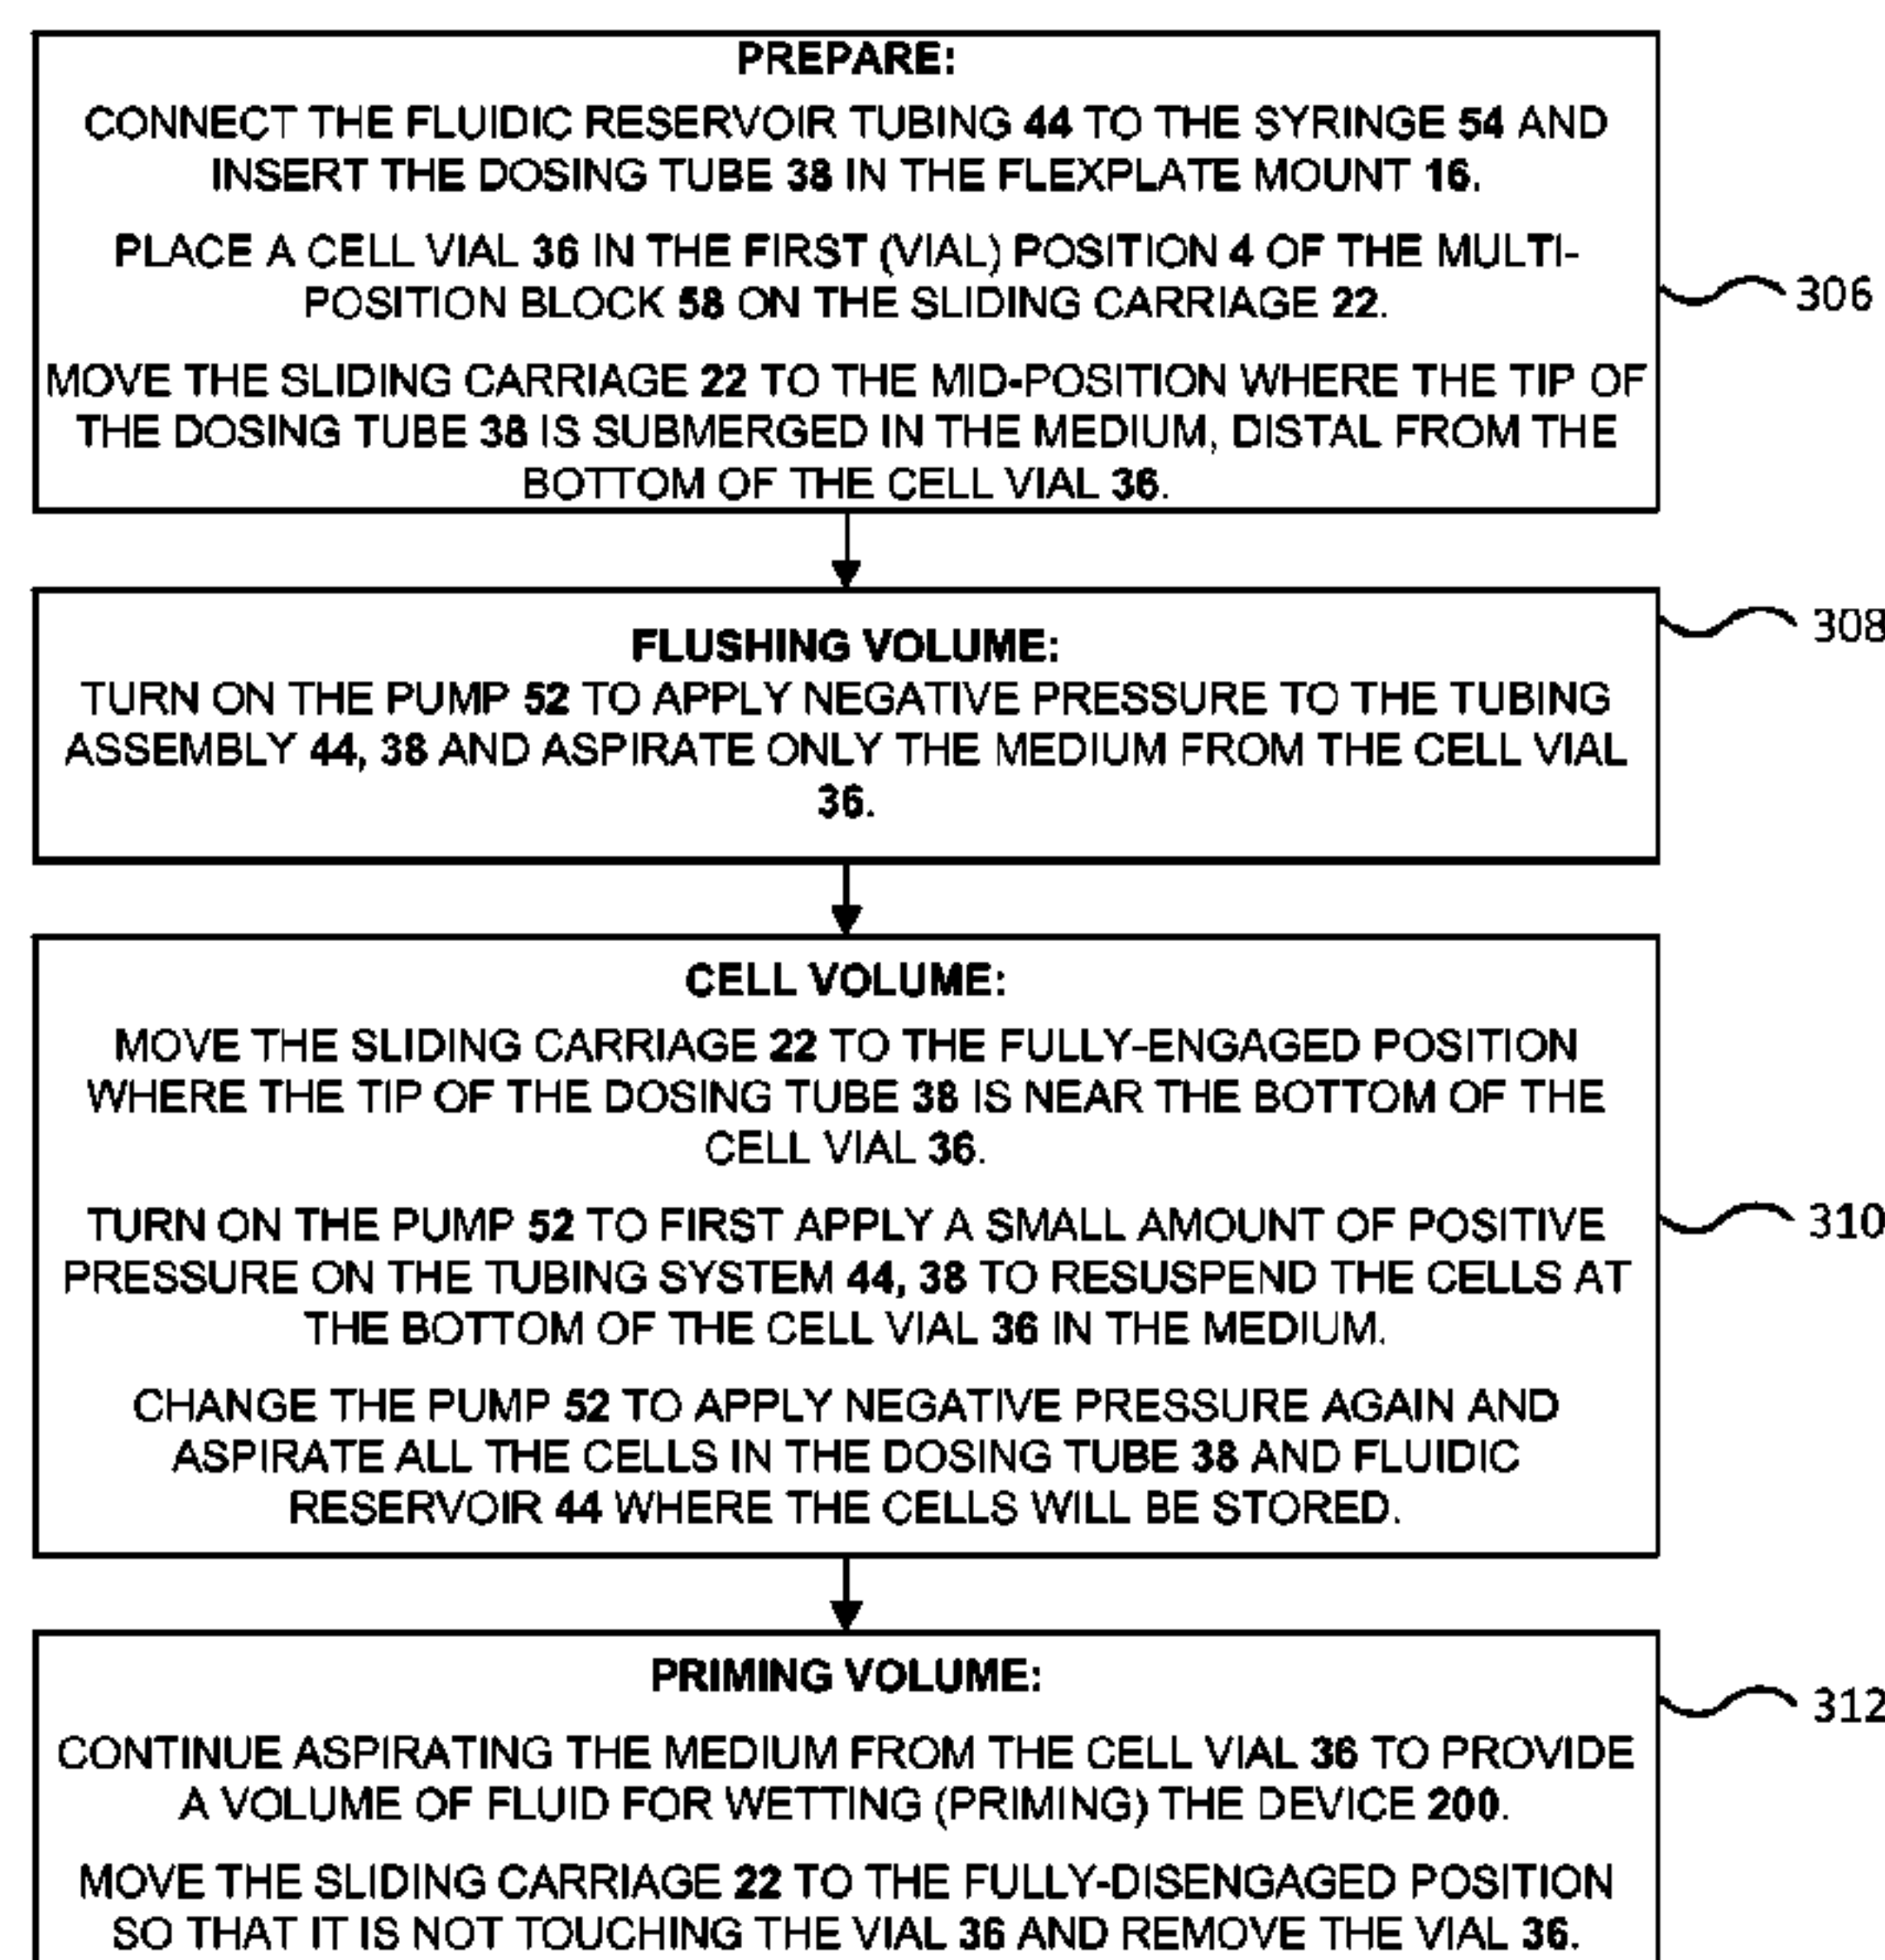 PREPARE:
CONNECT THE FLUIDIC RESERVOIR TUBING 44 TO THE SYRINGE 54 AND
INSERT THE DOSING TUBE 38 IN THE FLEXPLATE MOUNT 16.
PLACE A CELL VIAL 36 IN THE FIRST (VIAL) POSITION 4 OF THE MULTI-
POSITION BLOCK 58 ON THE SLIDING CARRIAGE 22.
306
MOVE THE SLIDING CARRIAGE 22 TO THE MID-POSITION WHERE THE TIP OF
THE DOSING TUBE 38 IS SUBMERGED IN THE MEDIUM, DISTAL FROM THE
BOTTOM OF THE CELL VIAL 36.
308
FLUSHING VOLUME:
TURN ON THE PUMP 52 TO APPLY NEGATIVE PRESSURE TO THE TUBING
ASSEMBLY 44, 38 AND ASPIRATE ONLY THE MEDIUM FROM THE CELL VIAL
36.
CELL VOLUME:
MOVE THE SLIDING CARRIAGE 22 TO THE FULLY-ENGAGED POSITION
WHERE THE TIP OF THE DOSING TUBE 38 IS NEAR THE BOTTOM OF THE
CELL VIAL 36.
310
TURN ON THE PUMP 52 TO FIRST APPLY A SMALL AMOUNT OF POSITIVE
PRESSURE ON THE TUBING SYSTEM 44, 38 TO RESUSPEND THE CELLS AT
THE BOTTOM OF THE CELL VIAL 36 IN THE MEDIUM.
CHANGE THE PUMP 52 TO APPLY NEGATIVE PRESSURE AGAIN AND
ASPIRATE ALL THE CELLS IN THE DOSING TUBE 38 AND FLUIDIC
RESERVOIR 44 WHERE THE CELLS WILL BE STORED.
PRIMING VOLUME:
312
CONTINUE ASPIRATING THE MEDIUM FROM THE CELL VIAL 36 TO PROVIDE
A VOLUME OF FLUID FOR WETTING (PRIMING) THE DEVICE 200.
MOVE THE SLIDING CARRIAGE 22 TO THE FULLY-DISENGAGED POSITION
SO THAT IT IS NOT TOUCHING THE VIAL 36 AND REMOVE THE VIAL 36.